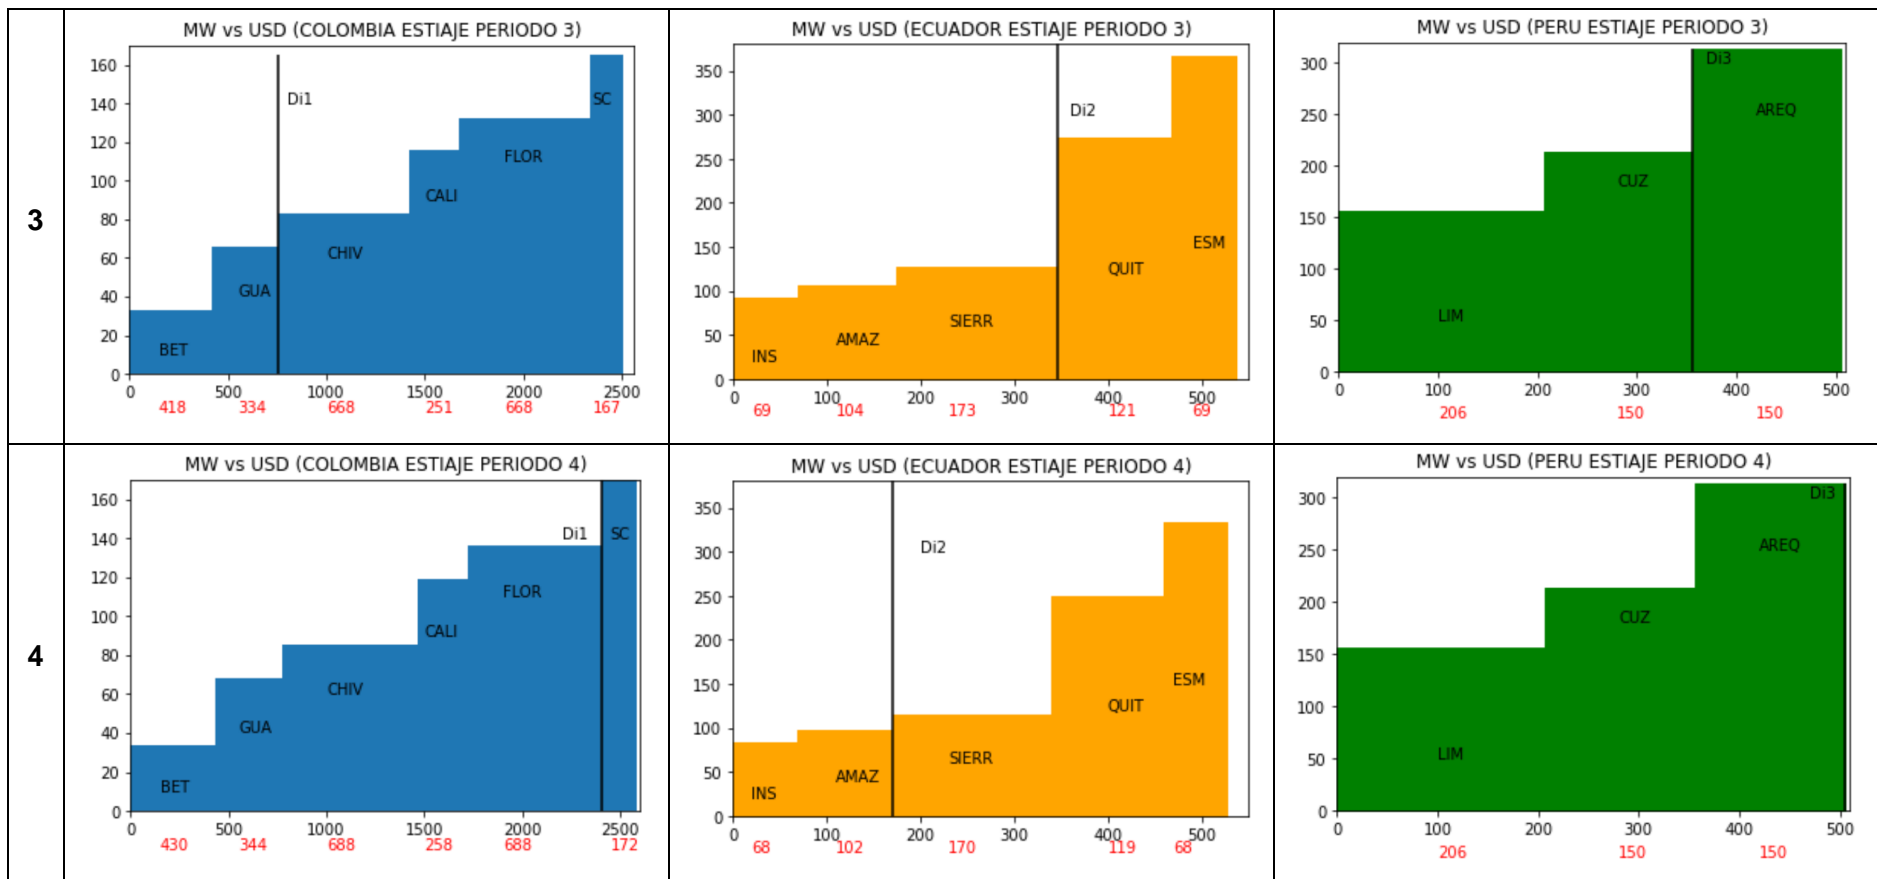 3
MW vs USD (COLOMBIA ESTIAJE PERIODO 3)
160
140
120
100
80
60
40
20
0
Di1
SC
FLOR
CALI
CHIV
GUA
BET
0 500 1000 1500 2000 2500
418 334 668 251 668 167
MW vs USD (ECUADOR ESTIAJE PERIODO 3)
350
300
250
200
150
100
50
0
Di2
ESM
QUIT
SIERR
AMAZ
INS
0 100 200 300 400 500
69 104 173 121 69
MW vs USD (PERU ESTIAJE PERIODO 3)
300
250
200
150
100
50
0
Di3
AREQ
CUZ
LIM
0 100 200 300 400 500
206 150 150
4
MW vs USD (COLOMBIA ESTIAJE PERIODO 4)
160
140
120
100
80
60
40
20
0
Di1
SC
FLOR
CALI
CHIV
GUA
BET
0 500 1000 1500 2000 2500
430 344 688 258 688 172
MW vs USD (ECUADOR ESTIAJE PERIODO 4)
350
300
250
200
150
100
50
0
Di2
ESM
QUIT
SIERR
AMAZ
INS
0 100 200 300 400 500
68 102 170 119 68
MW vs USD (PERU ESTIAJE PERIODO 4)
300
250
200
150
100
50
0
Di3
AREQ
CUZ
LIM
0 100 200 300 400 500
206 150 150